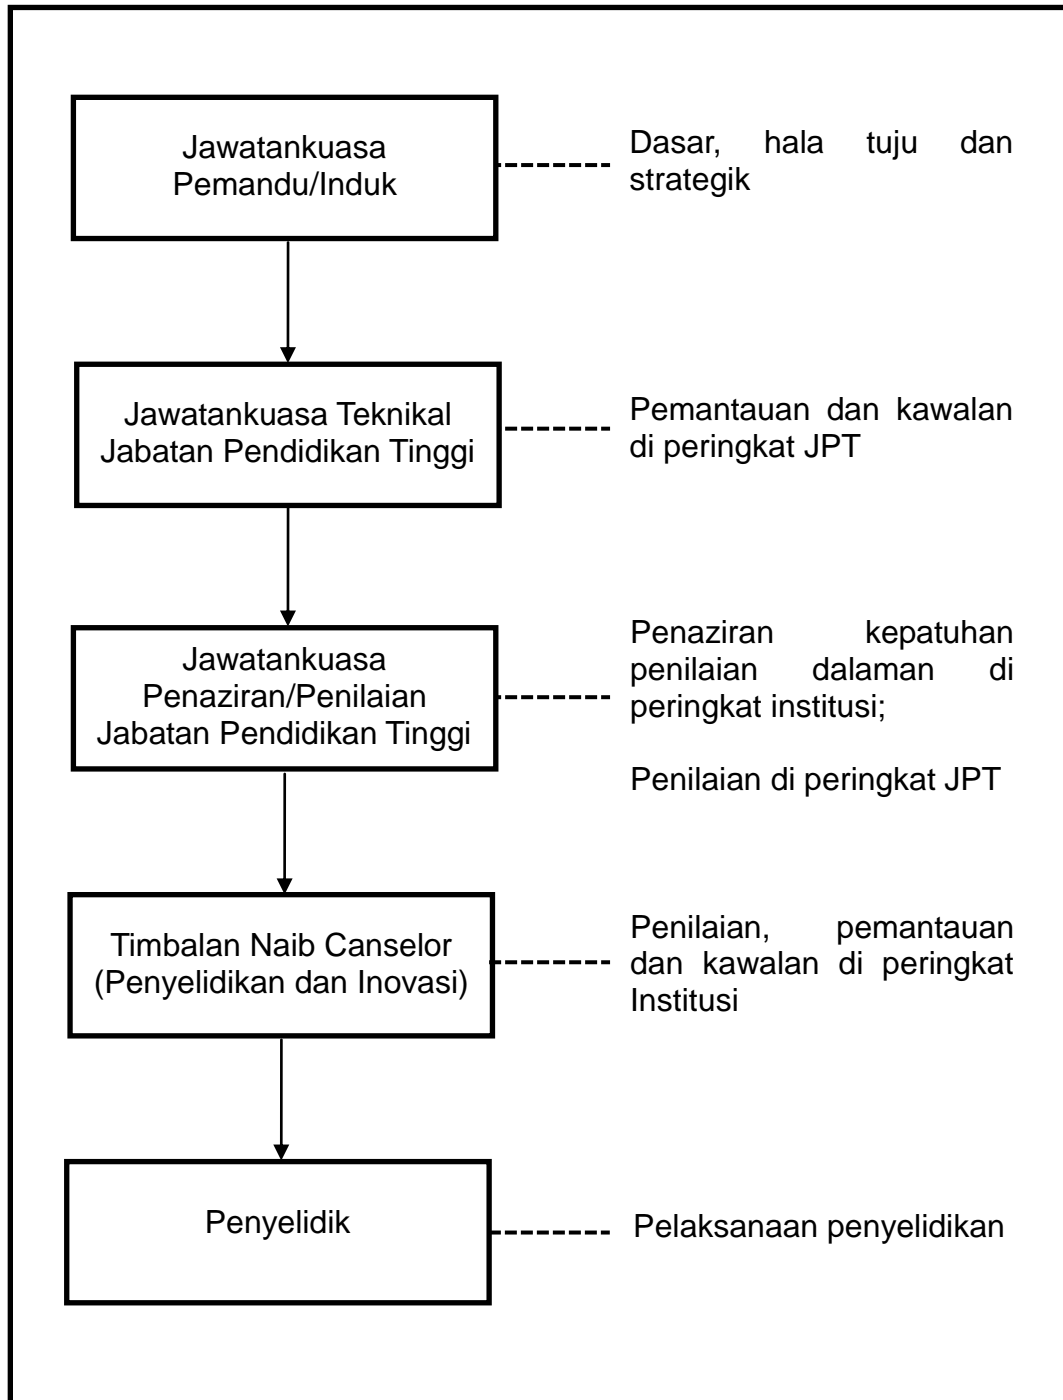 Jawatankuasa
Pemandu/Induk
Dasar, hala tuju dan
strategik
Jawatankuasa Teknikal
Jabatan Pendidikan Tinggi
Pemantauan dan kawalan
di peringkat JPT
Jawatankuasa
Penaziran/Penilaian
Jabatan Pendidikan Tinggi
Penaziran kepatuhan
penilaian dalaman di
peringkat institusi;
Penilaian di peringkat JPT
Timbalan Naib Canselor
(Penyelidikan dan Inovasi)
Penilaian, pemantauan
dan kawalan di peringkat
Institusi
Penyelidik
Pelaksanaan penyelidikan